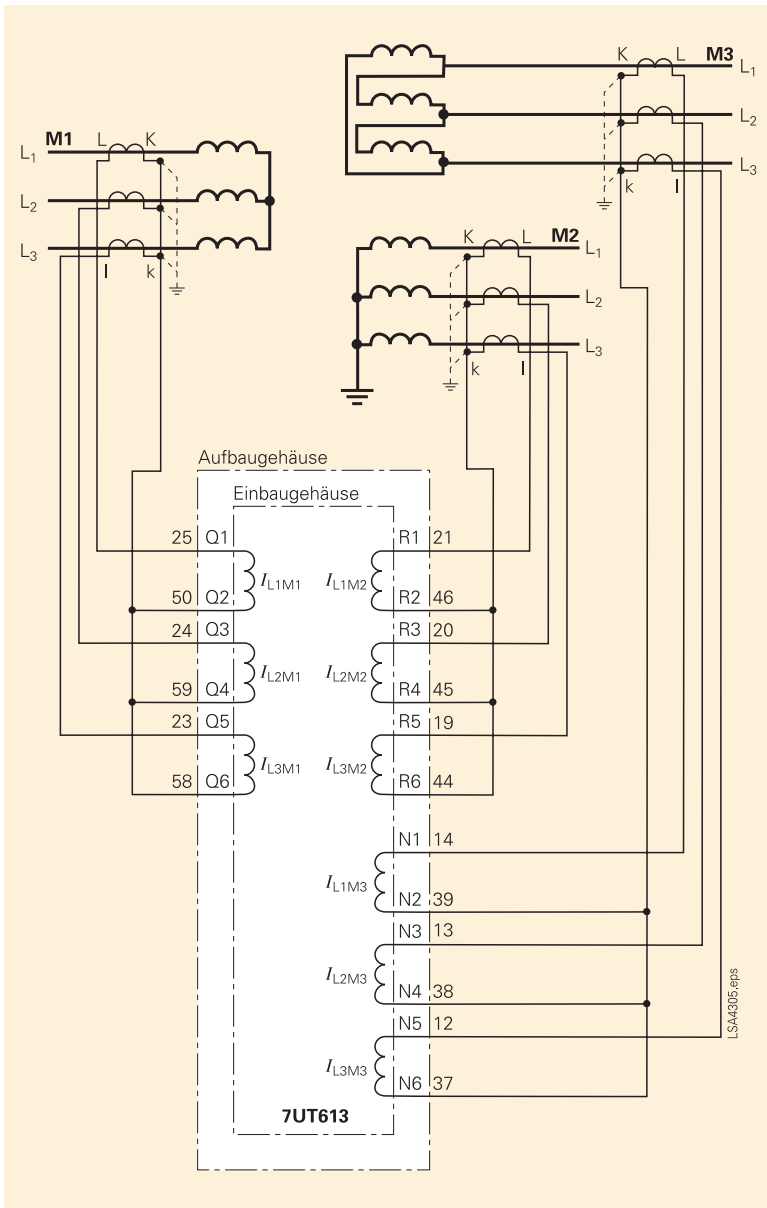 K L M3 L1
L2
L3
k l
M1 L K
L1
L2
L3
l k
K L M2
L1
L2
L3
k l
Aufbaugehäuse
Einbaugehäuse
25 Q1 R1 21
IL1M1 IL1M2
50 Q2 R2 46
24 Q3 R3 20
IL2M1 IL2M2
59 Q4 R4 45
23 Q5 R5 19
IL3M1 IL3M2
58 Q6 R6 44
N1 14
IL1M3
N2 39
N3 13
IL2M3
N4 38
N5 12
IL3M3
N6 37
7UT613
LSA4305.eps